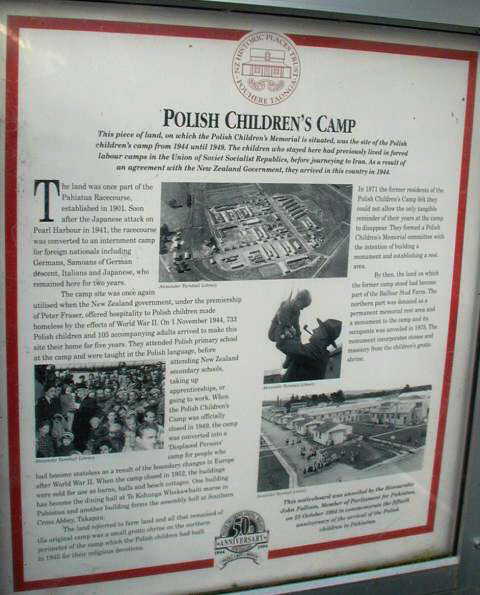 NZ HISTORIC PLACES TRUST
POUHERE TAONGA
POLISH CHILDREN'S CAMP
This piece of land, on which the Polish Children's Memorial is situated, was the site of the Polish
children's camp from 1944 until 1949. The children who stayed here had previously lived in forced
labour camps in the Union of Soviet Socialist Republics, before journeying to Iran. As a result of
an agreement with the New Zealand Government, they arrived in this country in 1944.
The land was once part of the
Pahiatua Racecourse,
established in 1901. Soon
after the Japanese attack on
Pearl Harbour in 1941, the racecourse
was converted to an internment camp
for foreign nationals including
Germans, Samoans of German
descent, Italians and Japanese, who
remained here for two years.
The camp site was once again
utilised when the New Zealand government, under the premiership
of Peter Fraser, offered hospitality to Polish children made
homeless by the effects of World War II. On 1 November 1944, 733
Polish children and 105 accompanying adults arrived to make this
site their home for five years. They attended Polish primary school
at the camp and were taught in the Polish language, before
attending New Zealand
secondary schools,
taking up
apprenticeships, or
going to work. When
the Polish Children's
Camp was officially
closed in 1949, the camp
was converted into a
'Displaced Persons'
camp for people who
had become stateless as a result of the boundary changes in Europe
after World War II. When the camp closed in 1952, the buildings
were sold for use as barns, halls and beach cottages. One building
has become the dining hall at Te Kohunga Whakawhaiti marae in
Pahiatua and another building forms the assembly hall at Southern
Cross Abbey, Takapau.
The land reverted to farm land and all that remained of
the original camp was a small grotto shrine on the northern
perimeter of the camp which the Polish children had built
in 1945 for their religious devotions.
Alexander Turnbull Library
In 1971 the former residents of the
Polish Children's Camp felt they
could not allow the only tangible
reminder of their years at the camp
to disappear. They formed a Polish
Children's Memorial committee with
the intention of building a
monument and establishing a rest
area.
By then, the land on which
the former camp stood had become
part of the Balfour Stud Farm. The
northern part was donated as a
permanent memorial rest area and
a monument to the camp and its
occupants was unveiled in 1975. The
monument incorporates stones and
masonry from the children's grotto
shrine.
Alexander Turnbull Library
Alexander Turnbull Library
Alexander Turnbull Library
This noticeboard was unveiled by the Honourable
John Falloon, Member of Parliament for Pahiatua,
on 29 October 1994 to commemorate the fiftieth
anniversary of the arrival of the Polish
children in Pahiatua.
50th
ANNIVERSARY
1944 1994